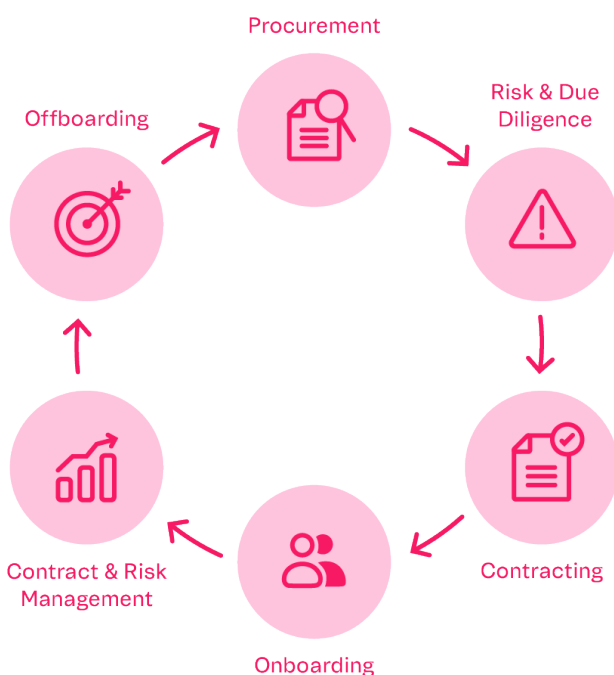 Procurement
Risk & Due
Diligence
Contracting
Onboarding
Contract & Risk
Management
Offboarding